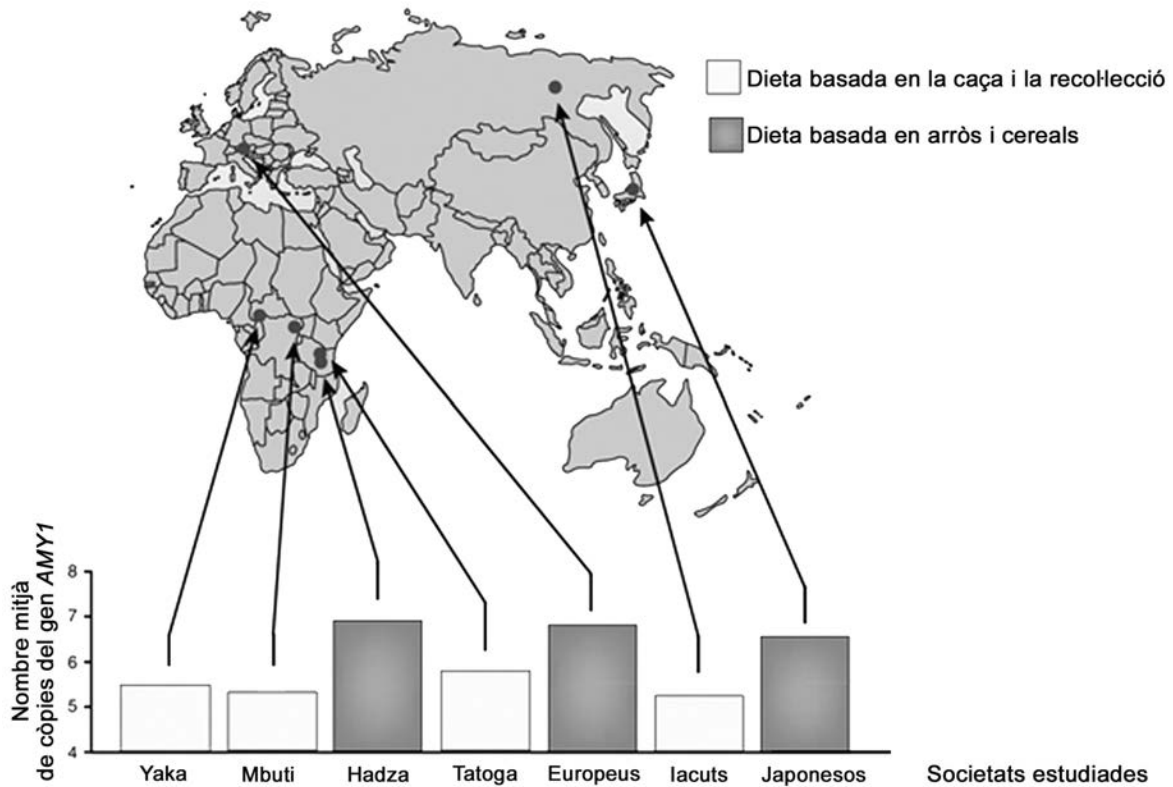 Dieta basada en la caça i la recol·lecció
Dieta basada en arròs i cereals
Nombre mitjà
de còpies del gen AMY1
8
7
6
5
4
Yaka
Mbuti
Hadza
Tatoga
Europeus
Iacuts
Japonesos
Societats estudiades